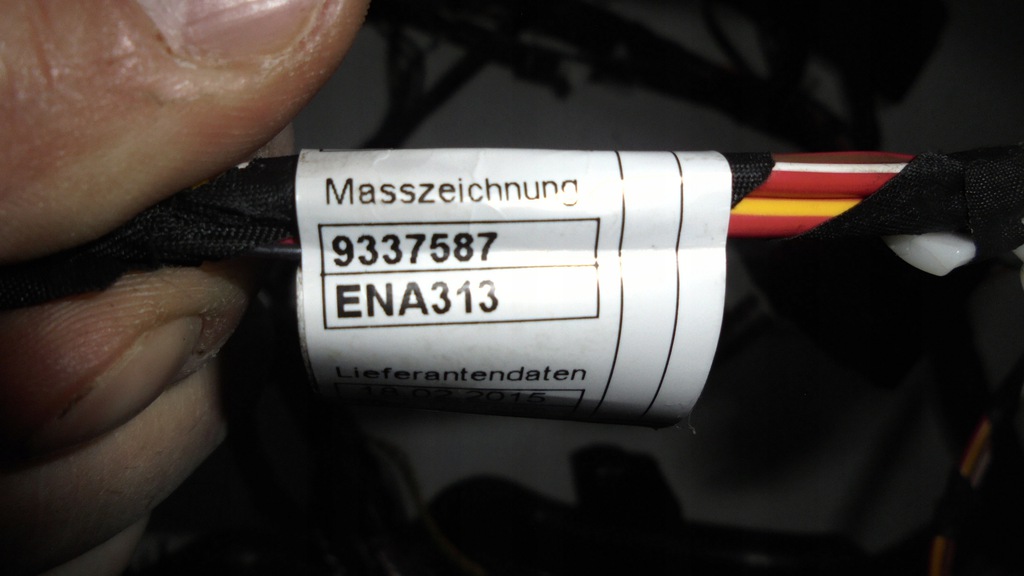 Masszeichnung
9337587
ENA313
Lieferantendaten
18.02.2015